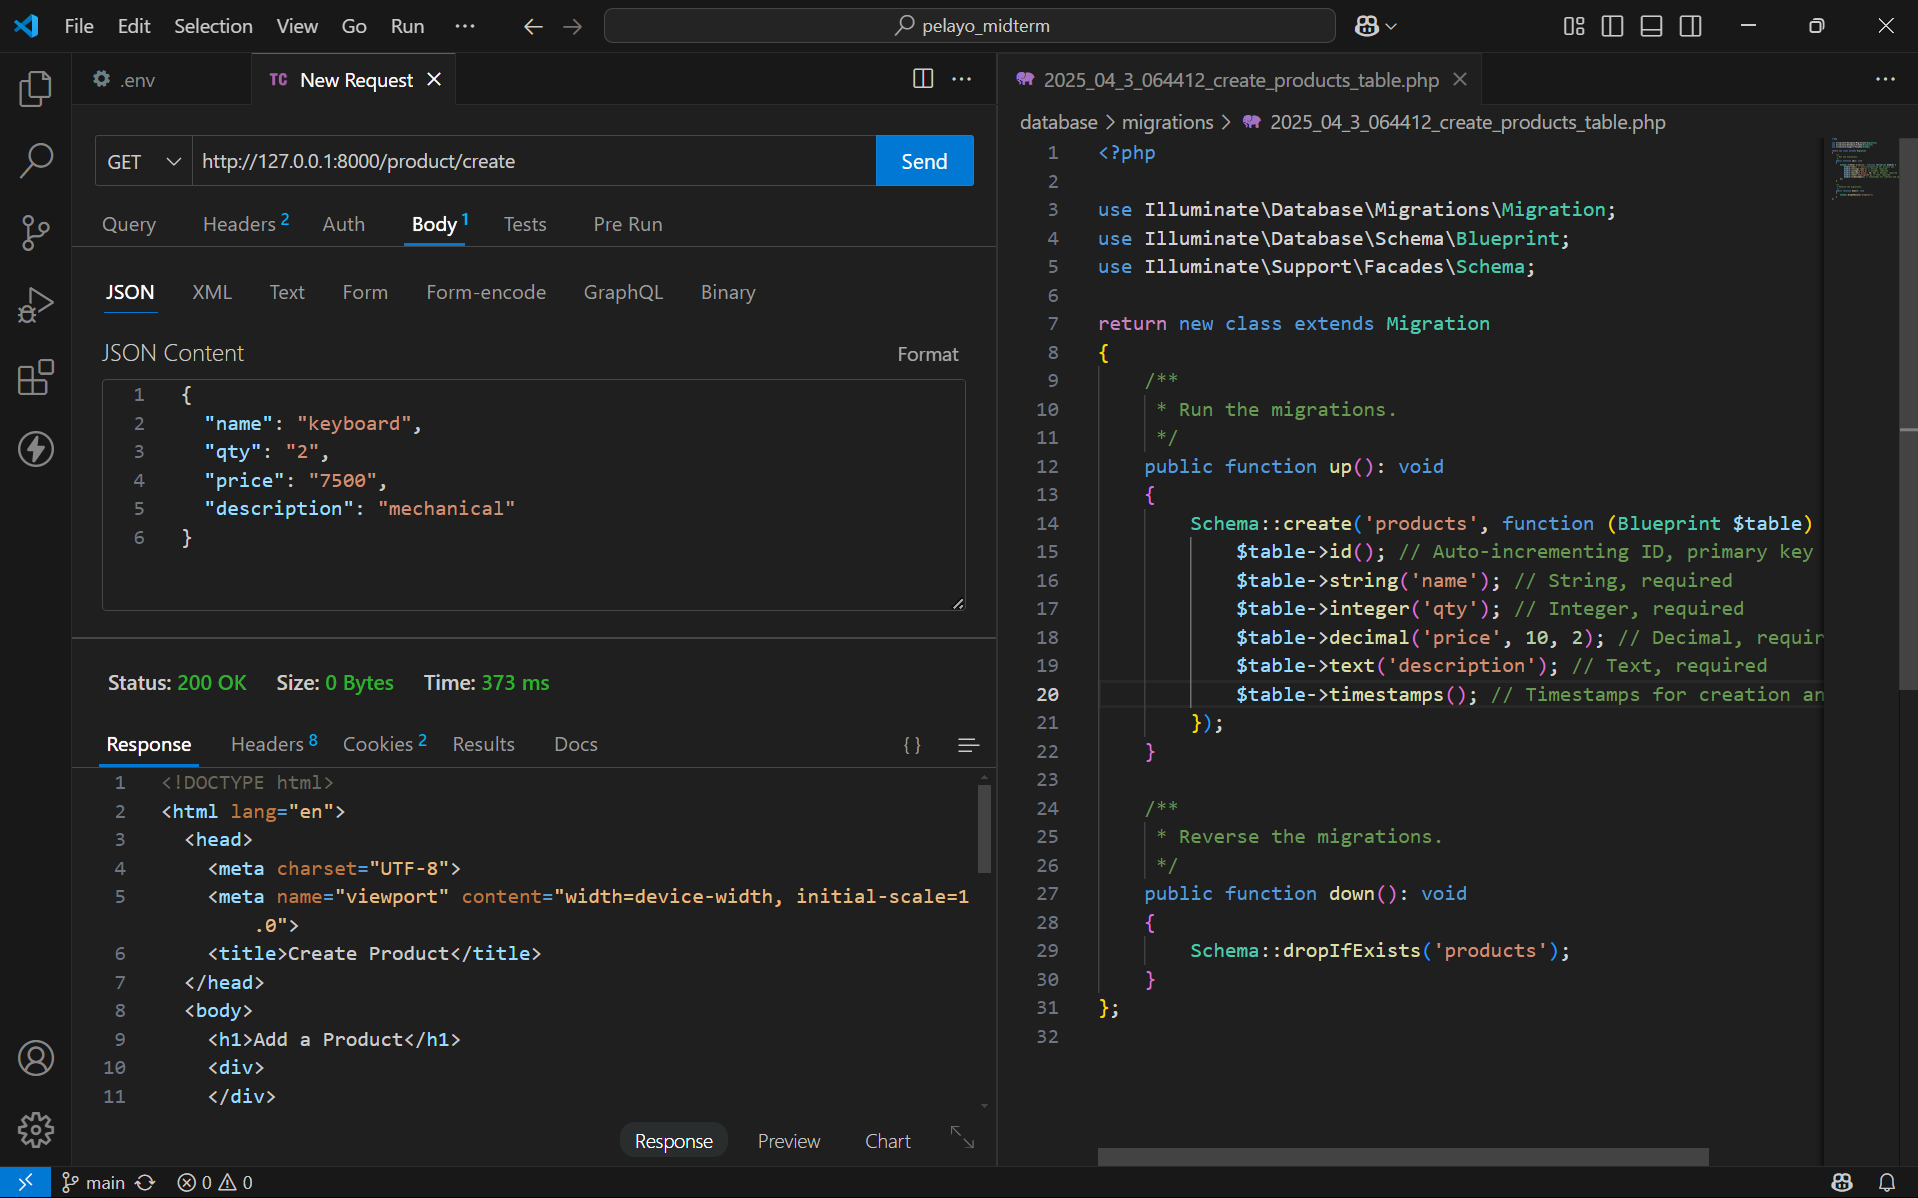 File Edit Selection View Go Run ··· pelayo_midterm
.env
TC New Request
GET http://127.0.0.1:8000/product/create Send
Query Headers 2 Auth Body 1 Tests Pre Run
JSON XML Text Form Form-encode GraphQL Binary
JSON Content Format
1 {
2 "name": "keyboard",
3 "qty": "2",
4 "price": "7500",
5 "description": "mechanical"
6 }
Status: 200 OK Size: 0 Bytes Time: 373 ms
Response Headers 8 Cookies 2 Results Docs { }
1 <!DOCTYPE html>
2 <html lang="en">
3 <head>
4 <meta charset="UTF-8">
5 <meta name="viewport" content="width=device-width, initial-scale=1
.0">
6 <title>Create Product</title>
7 </head>
8 <body>
9 <h1>Add a Product</h1>
10 <div>
11 </div>
Response Preview Chart
2025_04_3_064412_create_products_table.php
database > migrations > 2025_04_3_064412_create_products_table.php
1 <?php
2
3 use Illuminate\Database\Migrations\Migration;
4 use Illuminate\Database\Schema\Blueprint;
5 use Illuminate\Support\Facades\Schema;
6
7 return new class extends Migration
8 {
9 /**
10 * Run the migrations.
11 */
12 public function up(): void
13 {
14 Schema::create('products', function (Blueprint $table)
15 $table->id(); // Auto-incrementing ID, primary key
16 $table->string('name'); // String, required
17 $table->integer('qty'); // Integer, required
18 $table->decimal('price', 10, 2); // Decimal, requir
19 $table->text('description'); // Text, required
20 $table->timestamps(); // Timestamps for creation an
21 });
22 }
23
24 /**
25 * Reverse the migrations.
26 */
27 public function down(): void
28 {
29 Schema::dropIfExists('products');
30 }
31 };
32
main 0 0